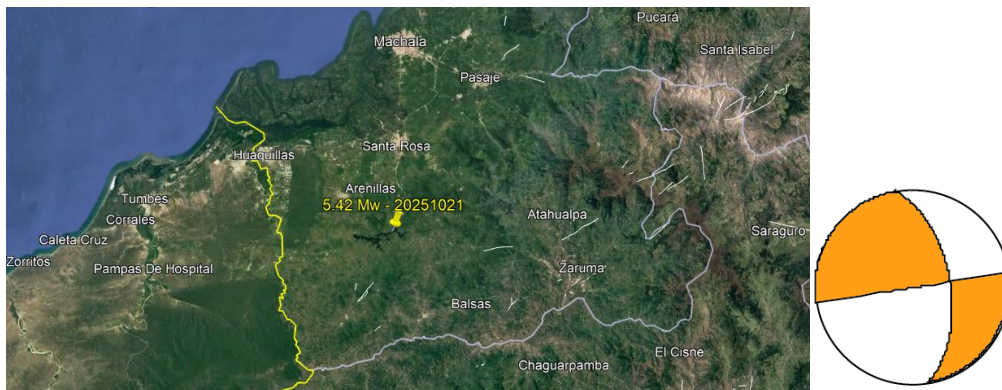 Pucará
Machala
Santa Isabel
Pasaje
Santa Rosa
Huaquillas
Arenillas
Tumbes
5.42 Mw - 20251021
Corrales
Atahualpa
Saraguro
Caleta Cruz
Zorritos
Pampas De Hospital
Zaruma
Balsas
El Cisne
Chaguarpamba